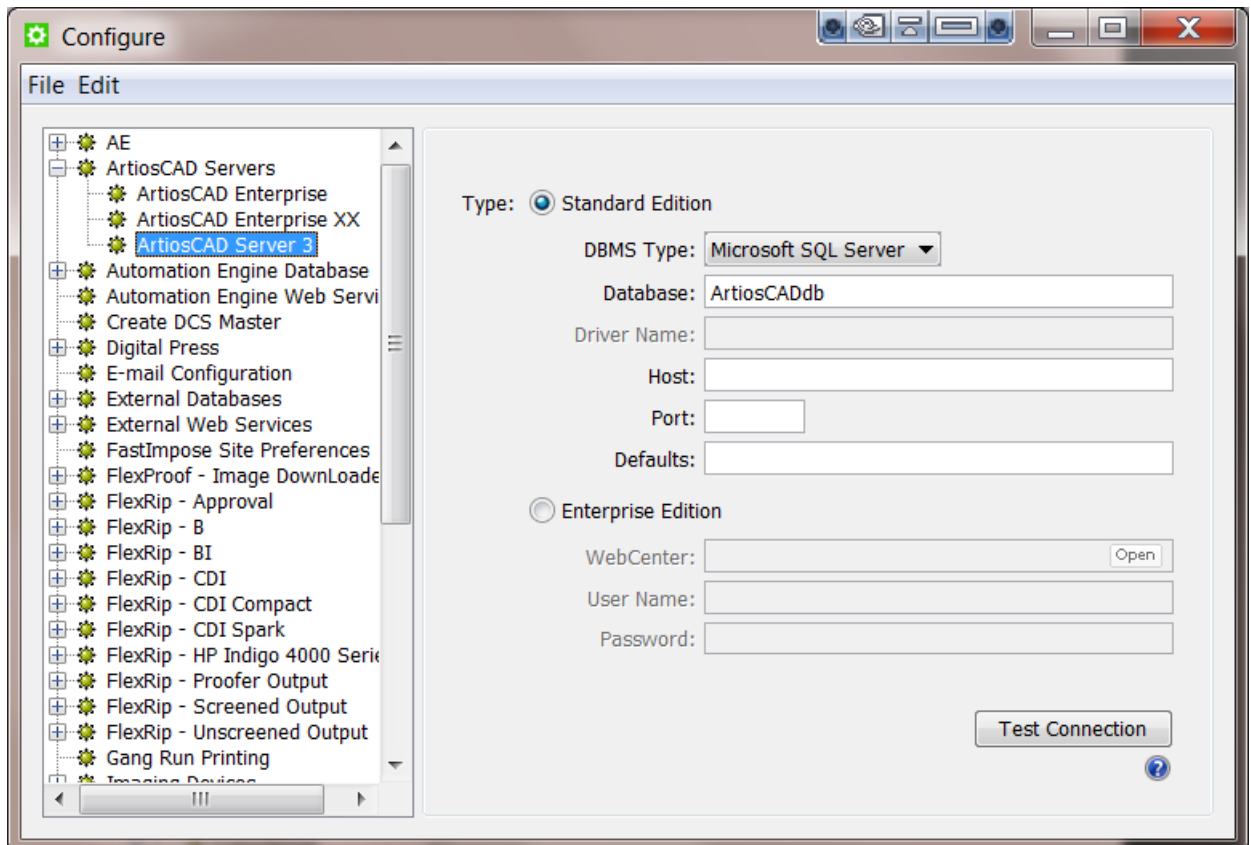 Configure
File Edit
AE
ArtiosCAD Servers
ArtiosCAD Enterprise
ArtiosCAD Enterprise XX
ArtiosCAD Server 3
Automation Engine Database
Automation Engine Web Servi
Create DCS Master
Digital Press
E-mail Configuration
External Databases
External Web Services
FastImpose Site Preferences
FlexProof - Image DownLoade
FlexRip - Approval
FlexRip - B
FlexRip - BI
FlexRip - CDI
FlexRip - CDI Compact
FlexRip - CDI Spark
FlexRip - HP Indigo 4000 Serie
FlexRip - Proofer Output
FlexRip - Screened Output
FlexRip - Unscreened Output
Gang Run Printing
Imaging Devices
Type: Standard Edition
DBMS Type: Microsoft SQL Server
Database: ArtiosCADdb
Driver Name:
Host:
Port:
Defaults:
Enterprise Edition
WebCenter: Open
User Name:
Password:
Test Connection
?